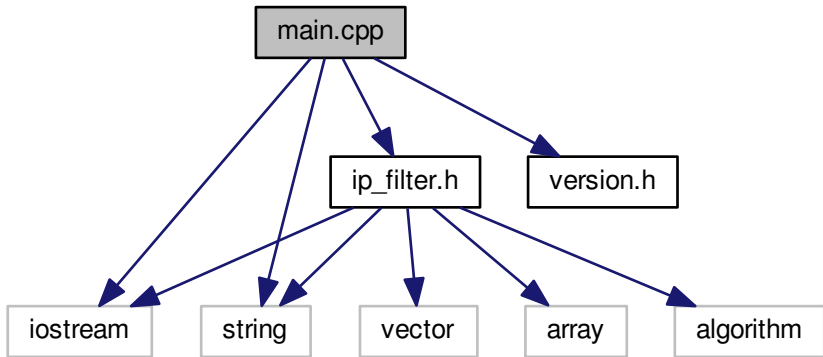 main.cpp
ip_filter.h
version.h
iostream
string
vector
array
algorithm